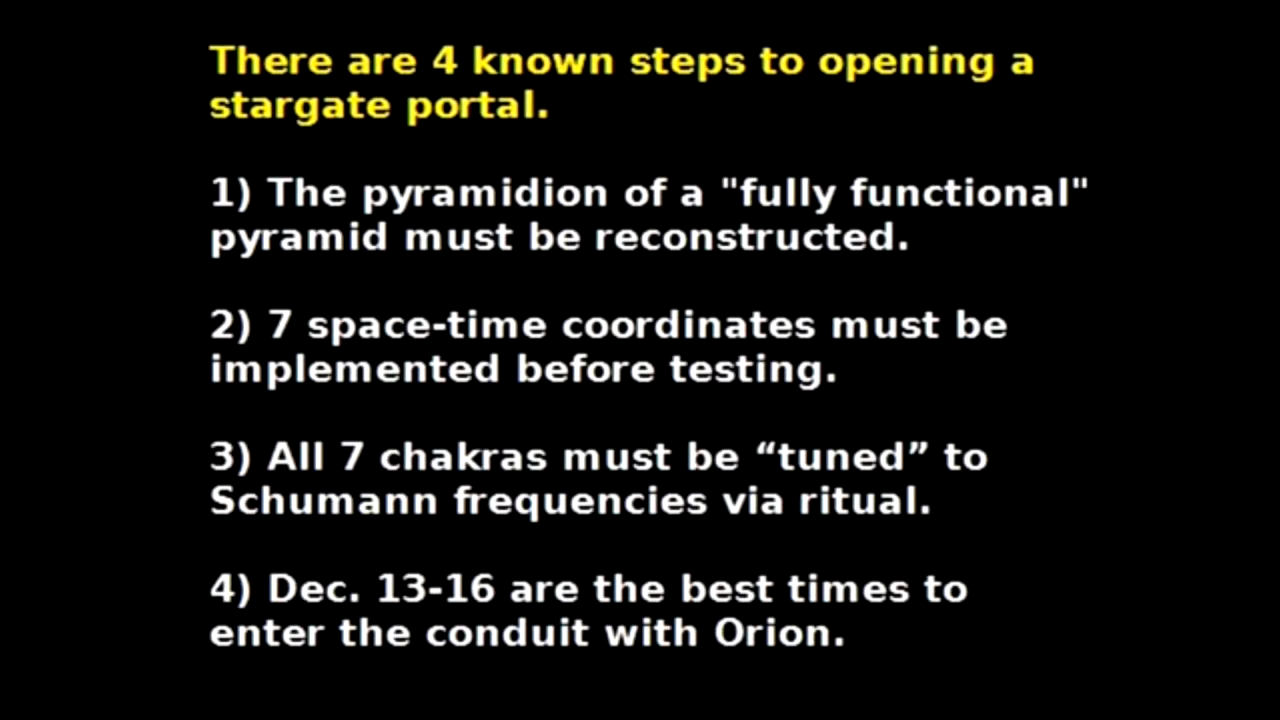 There are 4 known steps to opening a
stargate portal.
1) The pyramidion of a "fully functional"
pyramid must be reconstructed.
2) 7 space-time coordinates must be
implemented before testing.
3) All 7 chakras must be “tuned” to
Schumann frequencies via ritual.
4) Dec. 13-16 are the best times to
enter the conduit with Orion.